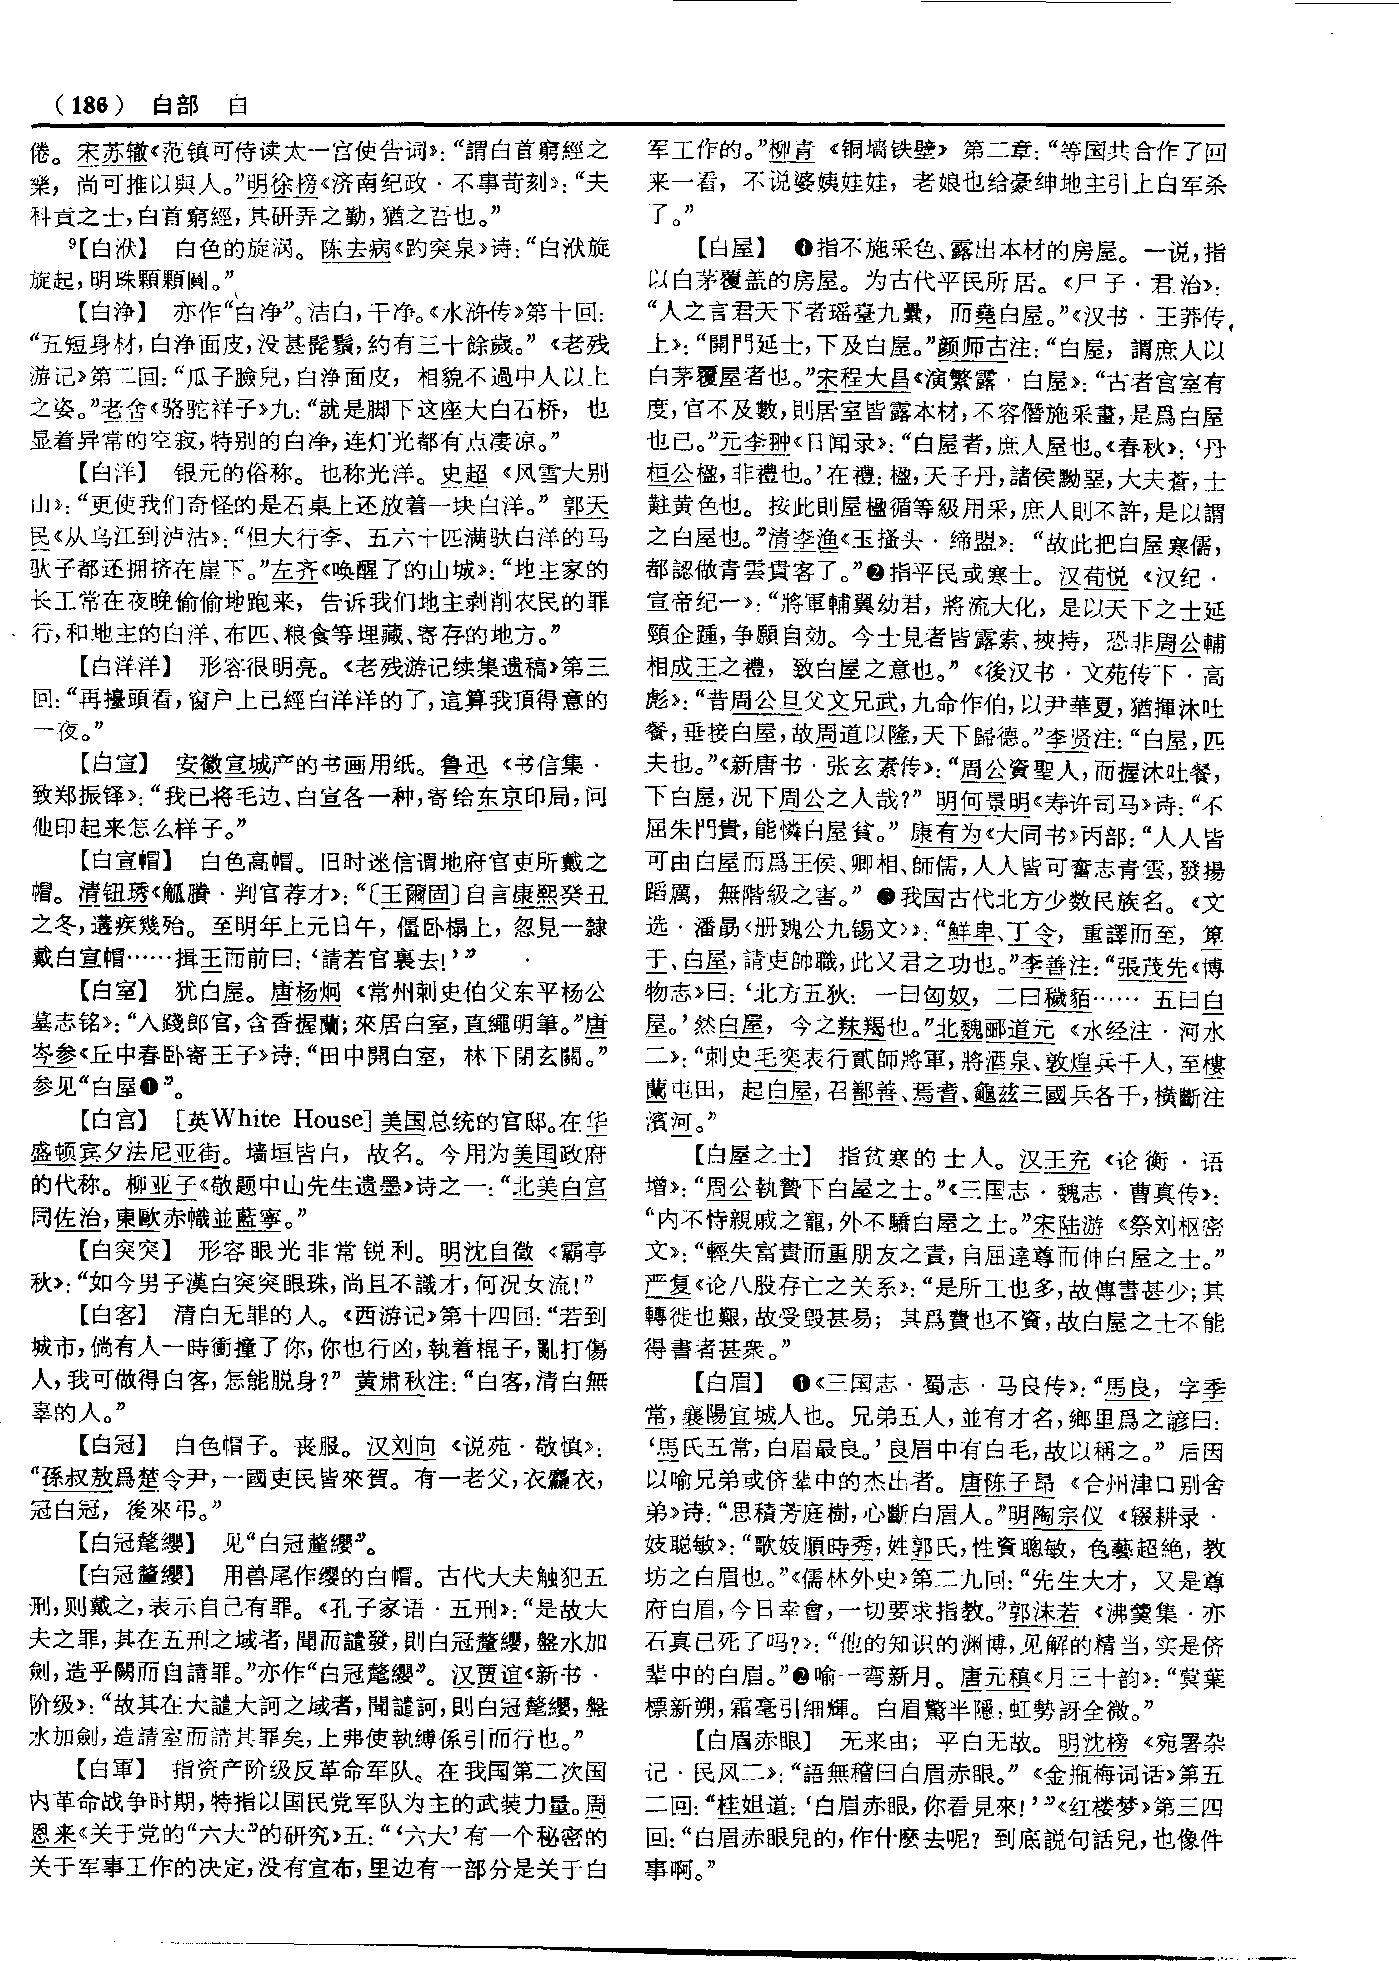 （186） 白部 白
倦。宋苏辙《范镇可侍读太一宫使告词》：“謂白首窮經之
業，尚可推以與人。”明徐榜《济南纪政·不事苛刻》：“夫
科貢之士，白首窮經，其研弄之勤，猶之吾也。”
⁹【白洑】 白色的旋涡。陈去病《趵突泉》诗：“白洑旋
旋起，明珠顆顆圓。”
【白净】 亦作“白净”。洁白，干净。《水浒传》第十回：
“五短身材，白净面皮，没甚髭鬚，約有三十餘歲。”《老残
游记》第二回：“瓜子臉兒，白净面皮，相貌不過中人以上
之姿。”老舍《骆驼祥子》九：“就是脚下这座大白石桥，也
显着异常的空寂，特别的白净，连灯光都有点凄凉。”
【白洋】 银元的俗称。也称光洋。史超《风雪大别
山》：“更使我们奇怪的是石桌上还放着一块白洋。”郭天
民《从乌江到泸沽》：“但大行李、五六十匹满驮白洋的马
驮子都还拥挤在崖下。”左齐《唤醒了的山城》：“地主家的
长工常在夜晚偷偷地跑来，告诉我们地主剥削农民的罪
行，和地主的白洋、布匹、粮食等埋藏、寄存的地方。”
【白洋洋】 形容很明亮。《老残游记续集遗稿》第三
回：“再擡頭看，窗户上已經白洋洋的了，這算我頂得意的
一夜。”
【白宣】 安徽宣城产的书画用纸。鲁迅《书信集·
致郑振铎》：“我已将毛边、白宣各一种，寄给东京印局，问
他印起来怎么样子。”
【白宣帽】 白色高帽。旧时迷信谓地府官吏所戴之
帽。清钮琇《觚賸·判官荐才》：“〔王爾固〕自言康熙癸丑
之冬，遘疾幾殆。至明年上元日午，僵卧榻上，忽見一隸
戴白宣帽……揖王而前曰：‘請若官裏去！’”
【白室】 犹白屋。唐杨炯《常州刺史伯父东平杨公
墓志铭》：“入踐郎官，含香握蘭；來居白室，直繩明筆。”唐
岑参《丘中春卧寄王子》诗：“田中開白室，林下閉玄關。”
参见“白屋❶”。
【白宫】 ［英White House］美国总统的官邸。在华
盛顿宾夕法尼亚街。墙垣皆白，故名。今用为美国政府
的代称。柳亚子《敬题中山先生遗墨》诗之一：“北美白宫
同佐治，東歐赤幟並藍寧。”
【白突突】 形容眼光非常锐利。明沈自徵《霸亭
秋》：“如今男子漢白突突眼珠，尚且不識才，何况女流！”
【白客】 清白无罪的人。《西游记》第十四回：“若到
城市，倘有人一時衝撞了你，你也行凶，執着棍子，亂打傷
人，我可做得白客，怎能脱身？”黄肃秋注：“白客，清白無
辜的人。”
【白冠】 白色帽子。丧服。汉刘向《说苑·敬慎》：
“孫叔敖爲楚令尹，一國吏民皆來賀。有一老父，衣麤衣，
冠白冠，後來弔。”
【白冠氂缨】 见“白冠釐缨”。
【白冠釐缨】 用兽尾作缨的白帽。古代大夫触犯五
刑，则戴之，表示自己有罪。《孔子家语·五刑》：“是故大
夫之罪，其在五刑之域者，聞而譴發，則白冠釐纓，盤水加
劍，造乎闕而自請罪。”亦作“白冠氂缨”。汉贾谊《新书·
阶级》：“故其在大譴大訶之域者，聞譴訶，則白冠氂纓，盤
水加劍，造請室而請其罪矣，上弗使執縛係引而行也。”
【白軍】 指资产阶级反革命军队。在我国第二次国
内革命战争时期，特指以国民党军队为主的武装力量。周
恩来《关于党的“六大”的研究》五：“‘六大’有一个秘密的
关于军事工作的决定，没有宣布，里边有一部分是关于白
军工作的。”柳青《铜墙铁壁》第二章：“等国共合作了回
来一看，不说婆姨娃娃，老娘也给豪绅地主引上白军杀
了。”
【白屋】 ❶指不施采色、露出本材的房屋。一说，指
以白茅覆盖的房屋。为古代平民所居。《尸子·君治》：
“人之言君天下者瑶臺九纍，而堯白屋。”《汉书·王莽传
上》：“開門延士，下及白屋。”颜师古注：“白屋，謂庶人以
白茅覆屋者也。”宋程大昌《演繁露·白屋》：“古者宫室有
度，官不及數，則居室皆露本材，不容僭施采畫，是爲白屋
也已。”元李翀《日闻录》：“白屋者，庶人屋也。《春秋》：‘丹
桓公楹，非禮也。’在禮：楹，天子丹，諸侯黝堊，大夫蒼，士
黈黄色也。按此則屋楹循等級用采，庶人則不許，是以謂
之白屋也。”清李渔《玉搔头·缔盟》：“故此把白屋寒儒，
都認做青雲貴客了。”❷指平民或寒士。汉荀悦《汉纪·
宣帝纪一》：“將軍輔翼幼君，將流大化，是以天下之士延
頸企踵，争願自効。今士見者皆露索、挾持，恐非周公輔
相成王之禮，致白屋之意也。”《後汉书·文苑传下·高
彪》：“昔周公旦父文兄武，九命作伯，以尹華夏，猶揮沐吐
餐，垂接白屋，故周道以隆，天下歸德。”李贤注：“白屋，匹
夫也。”《新唐书·张玄素传》：“周公資聖人，而握沐吐餐，
下白屋，况下周公之人哉？”明何景明《寿许司马》诗：“不
屈朱門貴，能憐白屋貧。”康有为《大同书》丙部：“人人皆
可由白屋而爲王侯、卿相、師儒，人人皆可奮志青雲，發揚
蹈厲，無階級之害。”❸我国古代北方少数民族名。《文
选·潘勗〈册魏公九锡文〉》：“鮮卑、丁令，重譯而至，箄
于、白屋，請吏帥職，此又君之功也。”李善注：“張茂先《博
物志》曰：‘北方五狄：一曰匈奴，二曰穢貊…… 五曰白
屋。’然白屋，今之靺羯也。”北魏郦道元《水经注·河水
二》：“刺史毛奕表行貳師將軍，將酒泉、敦煌兵千人，至樓
蘭屯田，起白屋，召鄯善、焉耆、龜兹三國兵各千，横斷注
濱河。”
【白屋之士】 指贫寒的士人。汉王充《论衡·语
增》：“周公執贄下白屋之士。”《三国志·魏志·曹真传》：
“内不恃親戚之寵，外不驕白屋之士。”宋陆游《祭刘枢密
文》：“輕失富貴而重朋友之責，自屈達尊而伸白屋之士。”
严复《论八股存亡之关系》：“是所工也多，故傳書甚少；其
轉徙也艱，故受毁甚易；其爲費也不資，故白屋之士不能
得書者甚衆。”
【白眉】 ❶《三国志·蜀志·马良传》：“馬良，字季
常，襄陽宜城人也。兄弟五人，並有才名，鄉里爲之諺曰：
‘馬氏五常，白眉最良。’良眉中有白毛，故以稱之。”后因
以喻兄弟或侪辈中的杰出者。唐陈子昂《合州津口别舍
弟》诗：“思積芳庭樹，心斷白眉人。”明陶宗仪《辍耕录·
妓聪敏》：“歌妓順時秀，姓郭氏，性資聰敏，色藝超絶，教
坊之白眉也。”《儒林外史》第二九回：“先生大才，又是尊
府白眉，今日幸會，一切要求指教。”郭沫若《沸羹集·亦
石真已死了吗？》：“他的知识的渊博，见解的精当，实是侪
辈中的白眉。”❷喻一弯新月。唐元稹《月三十韵》：“蓂葉
標新朔，霜毫引細輝。白眉驚半隱，虹勢訝全微。”
【白眉赤眼】 无来由；平白无故。明沈榜《宛署杂
记·民风二》：“語無稽曰白眉赤眼。”《金瓶梅词话》第五
二回：“桂姐道：‘白眉赤眼，你看見來！’”《红楼梦》第三四
回：“白眉赤眼兒的，作什麽去呢？到底説句話兒，也像件
事啊。”